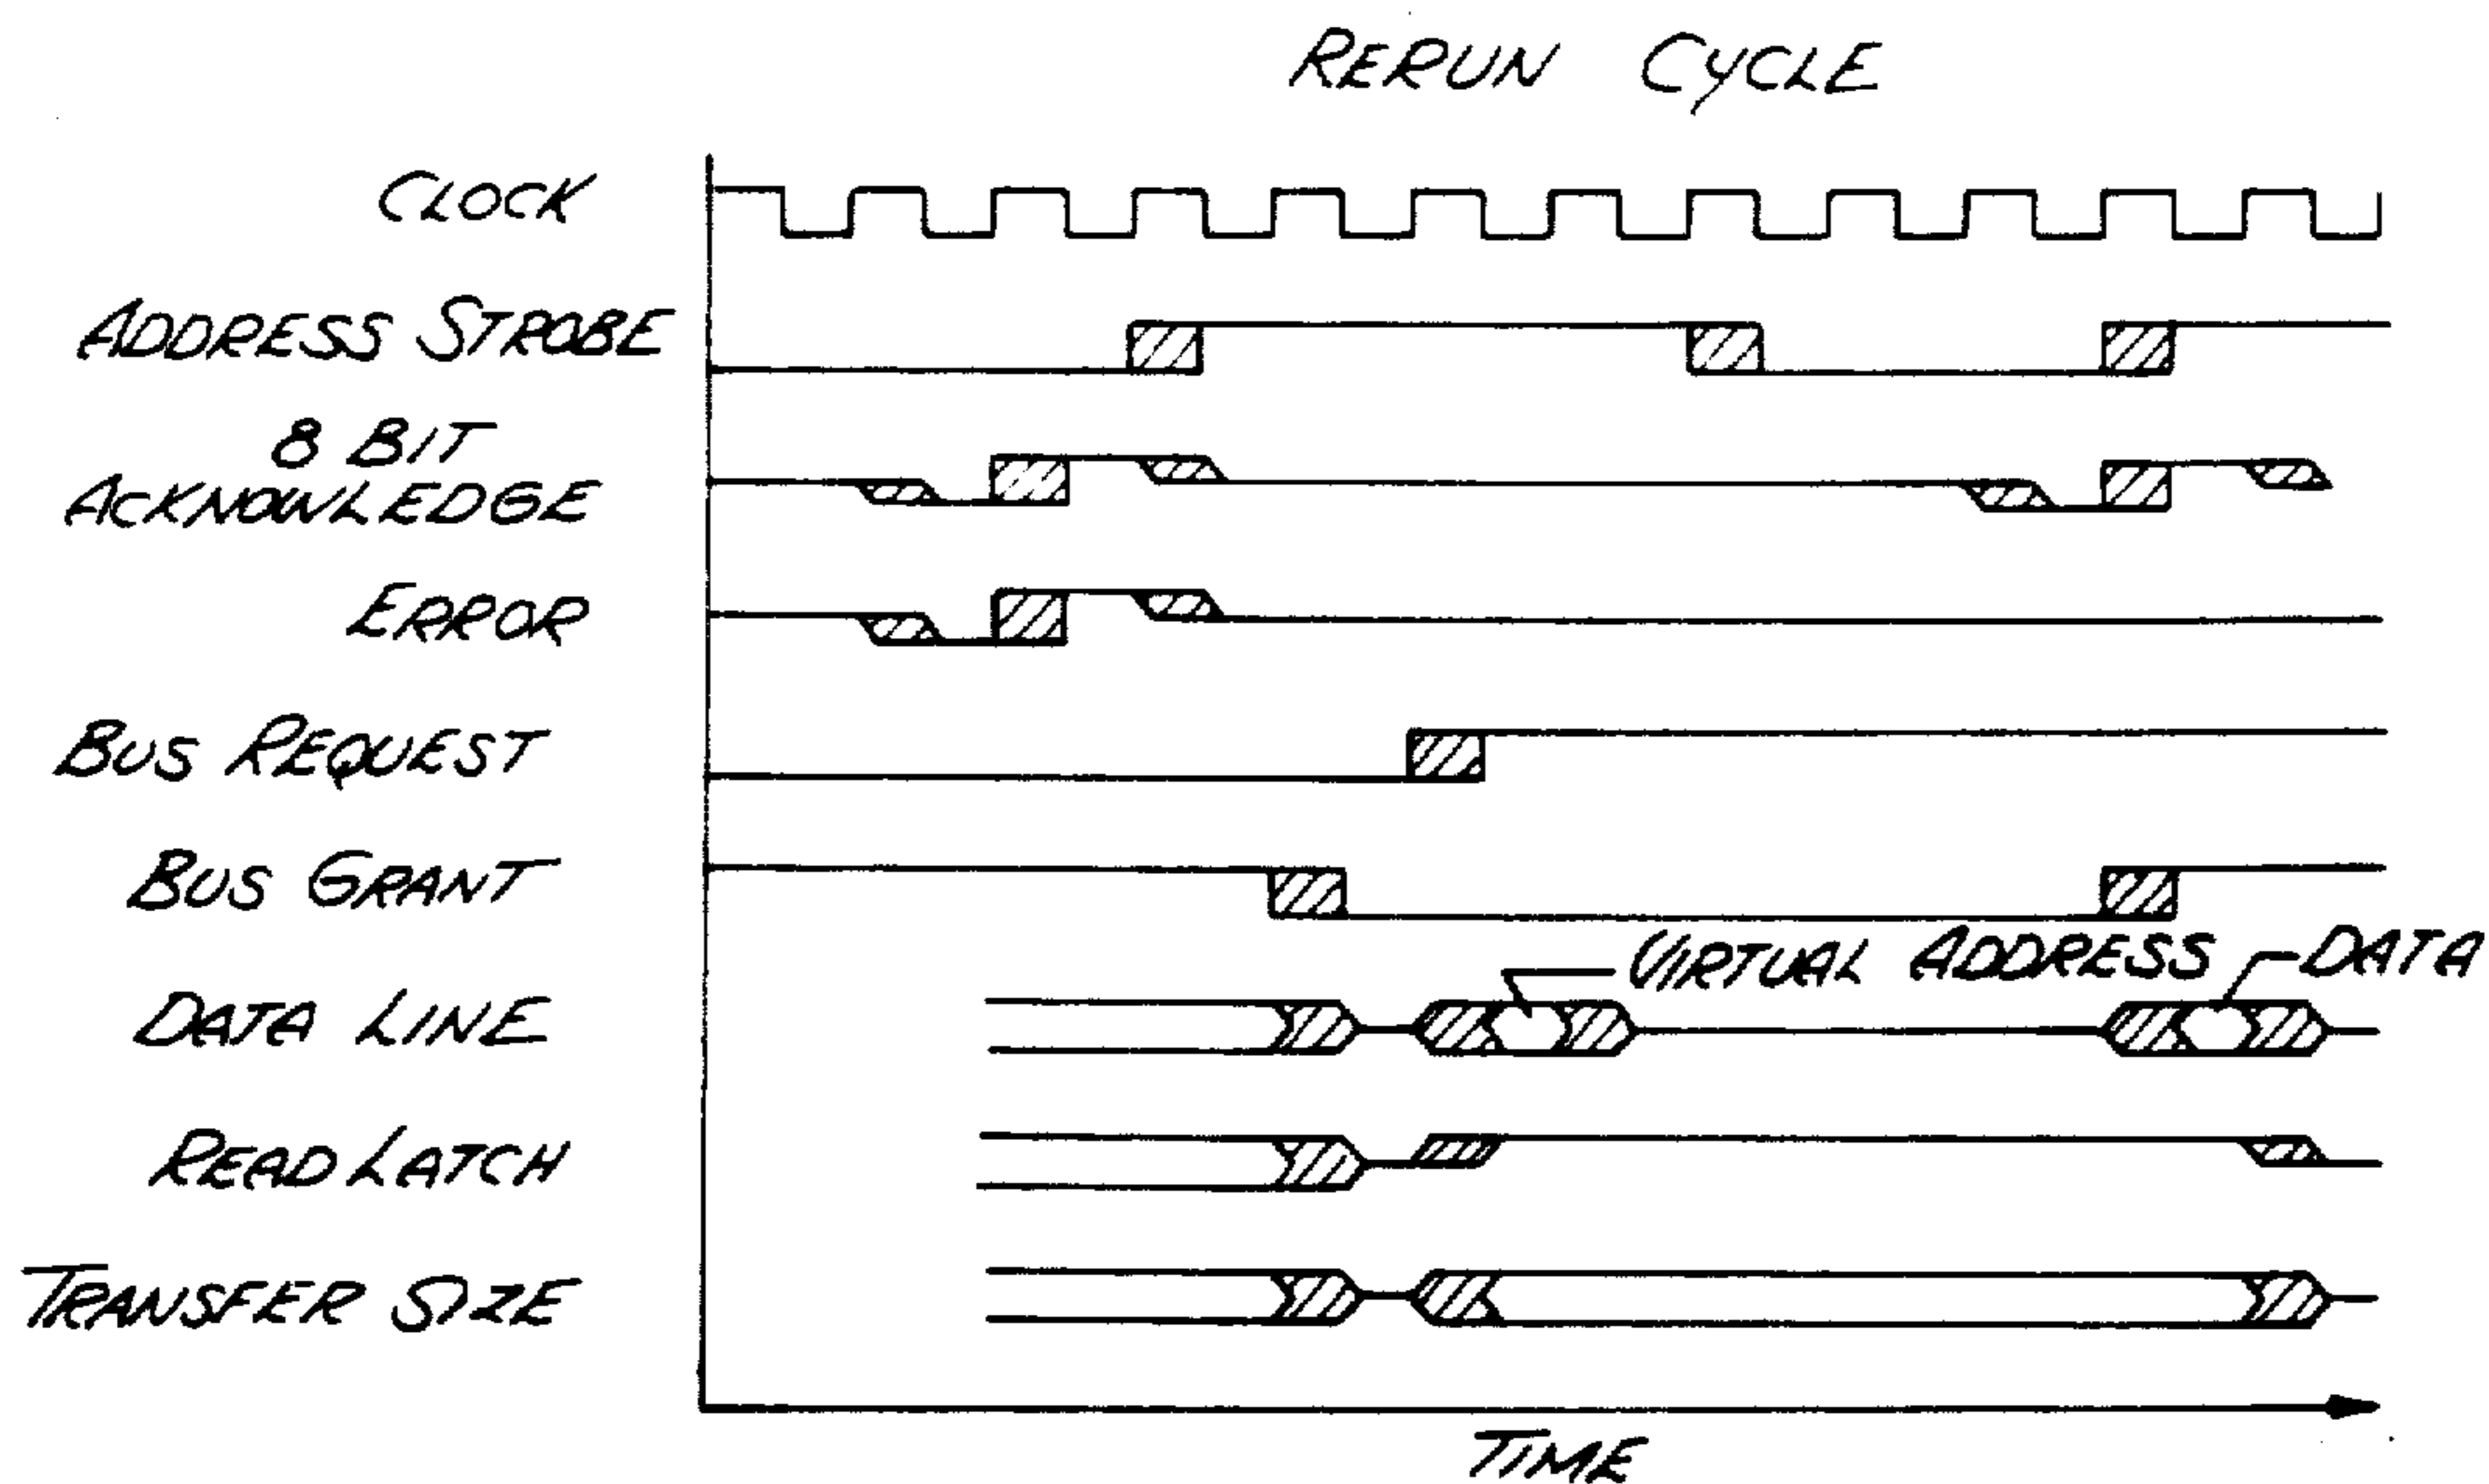 RERUN CYCLE
CLOCK
ADDRESS STROBE
8 BIT
ACKNOWLEDGE
ERROR
BUS REQUEST
BUS GRANT
VIRTUAL ADDRESS
DATA
DATA LINE
READ LATCH
TRANSFER SIZE
TIME